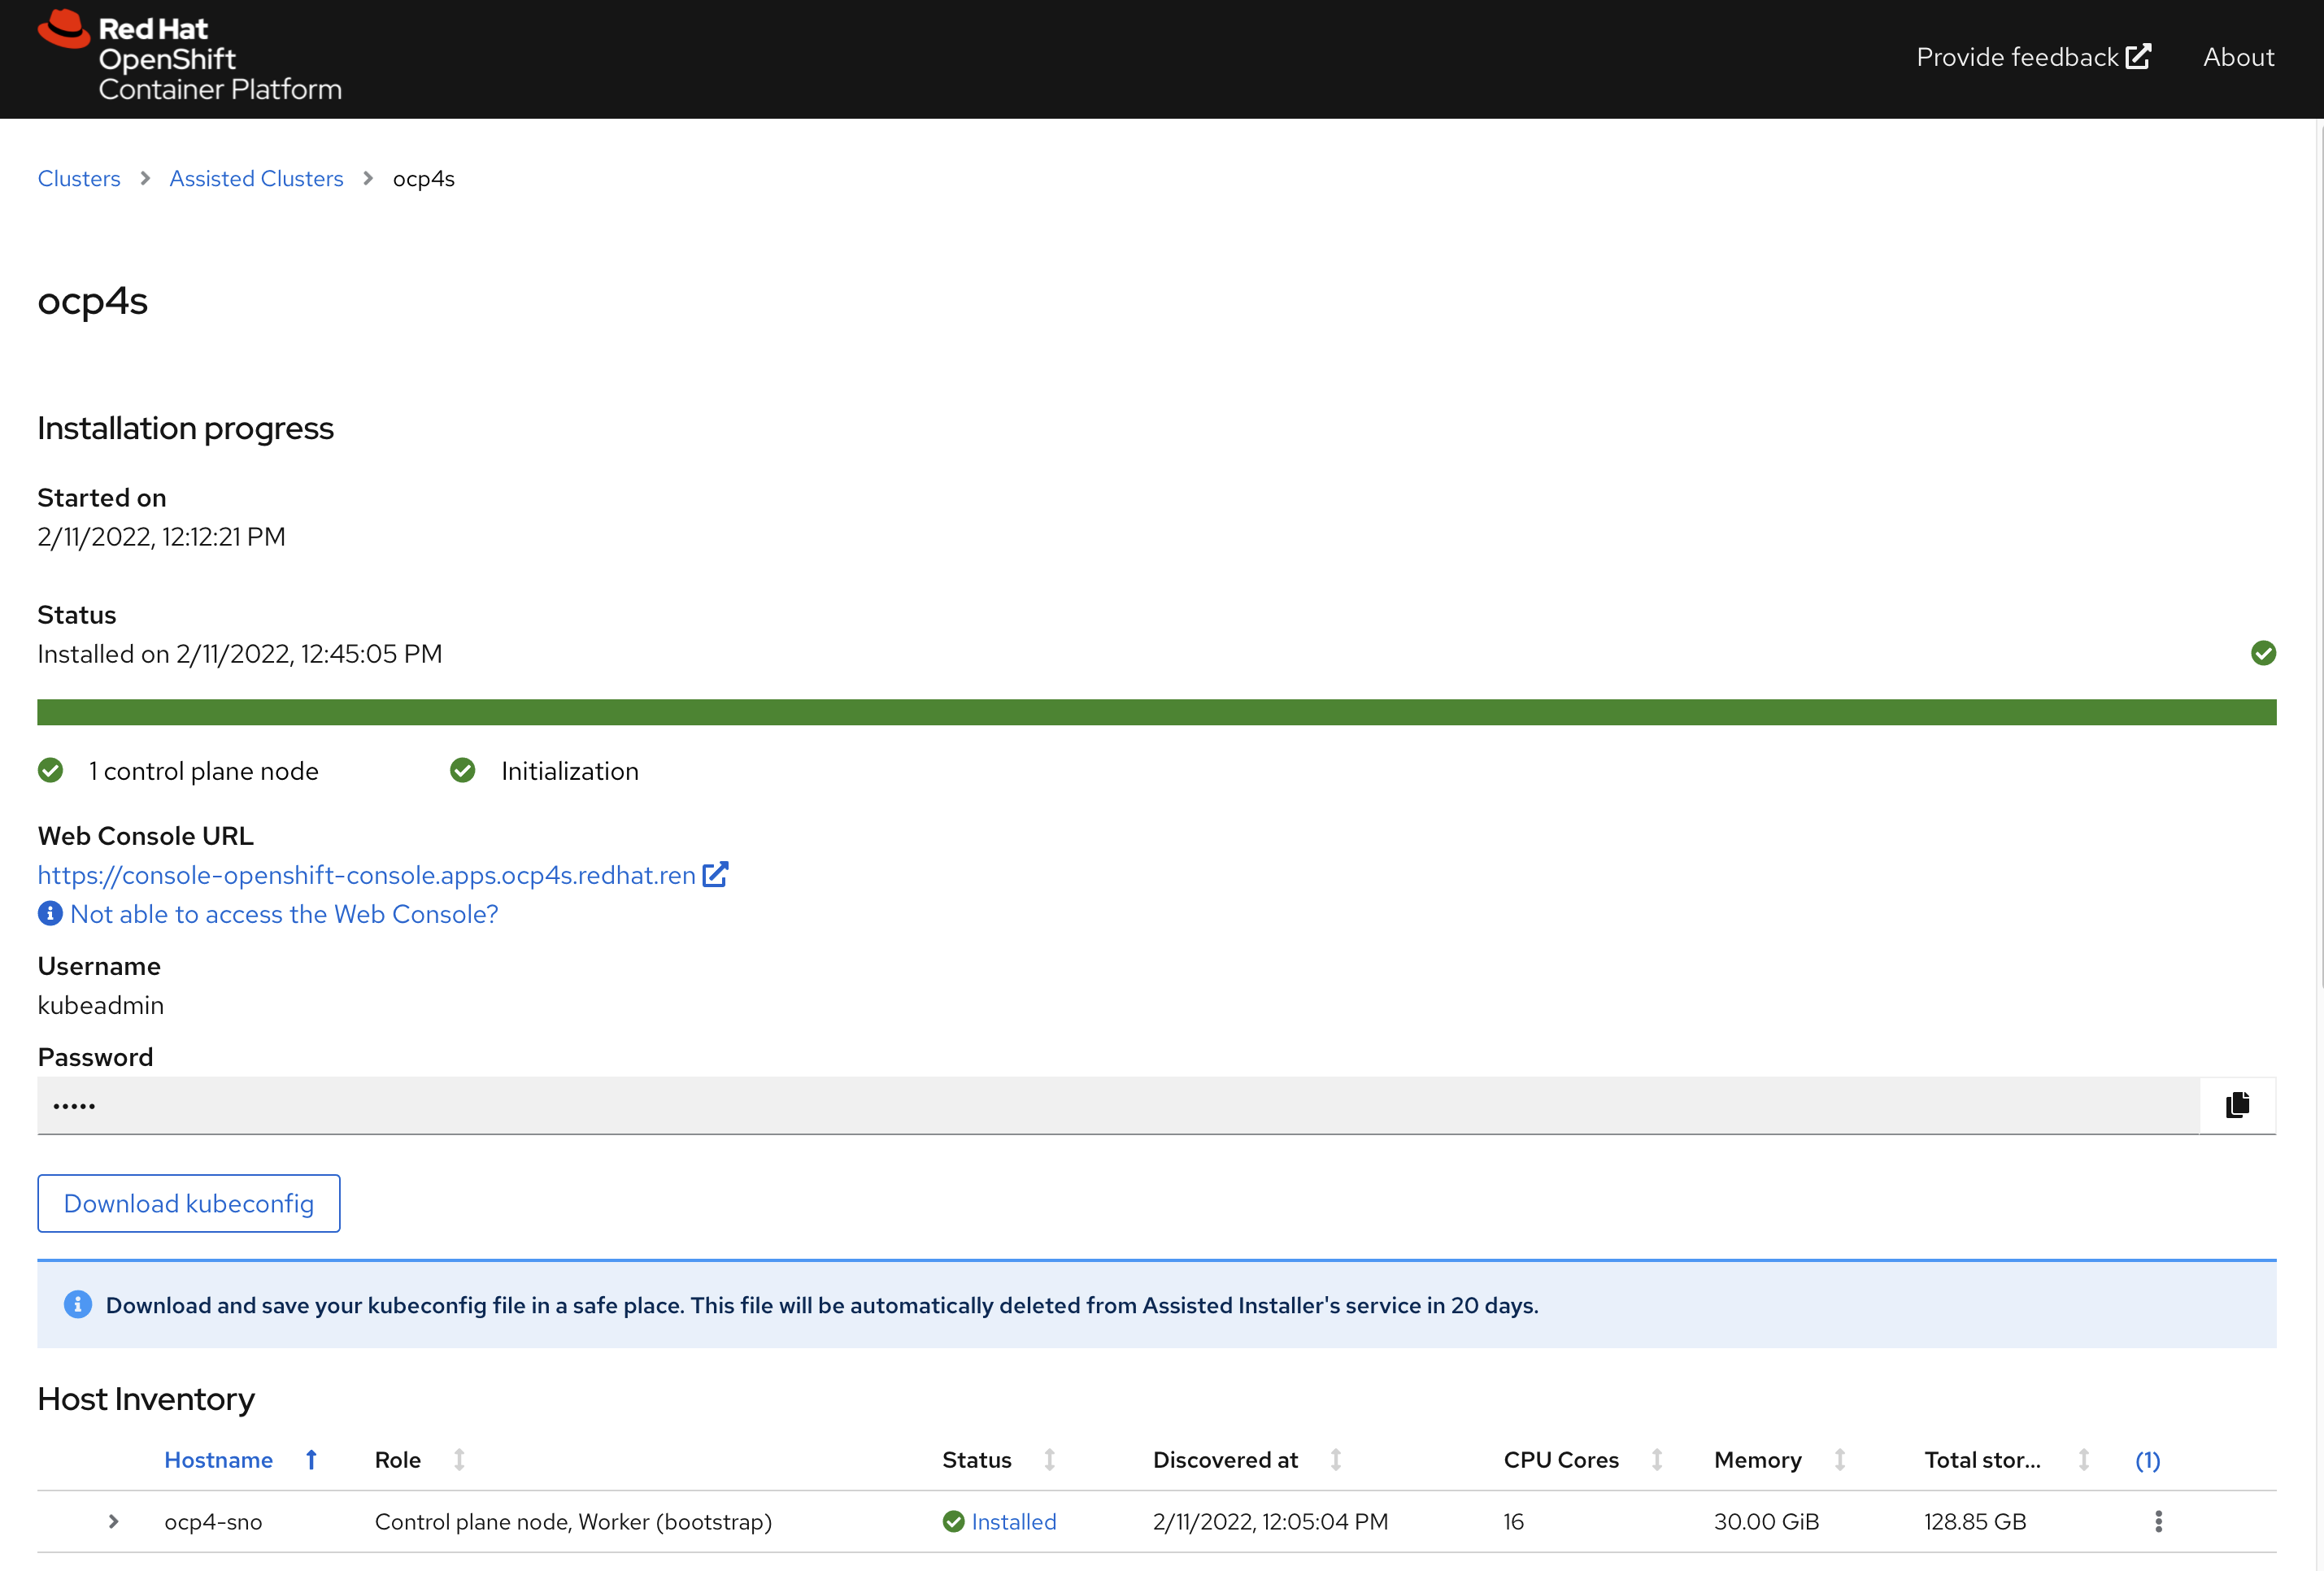 Red Hat
OpenShift
Container Platform
Provide feedback
About
Clusters > Assisted Clusters > ocp4s
ocp4s
Installation progress
Started on
2/11/2022, 12:12:21 PM
Status
Installed on 2/11/2022, 12:45:05 PM
1 control plane node
Initialization
Web Console URL
https://console-openshift-console.apps.ocp4s.redhat.ren
Not able to access the Web Console?
Username
kubeadmin
Password
•••••
Download kubeconfig
Download and save your kubeconfig file in a safe place. This file will be automatically deleted from Assisted Installer's service in 20 days.
Host Inventory
Hostname Role Status Discovered at CPU Cores Memory Total stor... (1)
ocp4-sno Control plane node, Worker (bootstrap) Installed 2/11/2022, 12:05:04 PM 16 30.00 GiB 128.85 GB